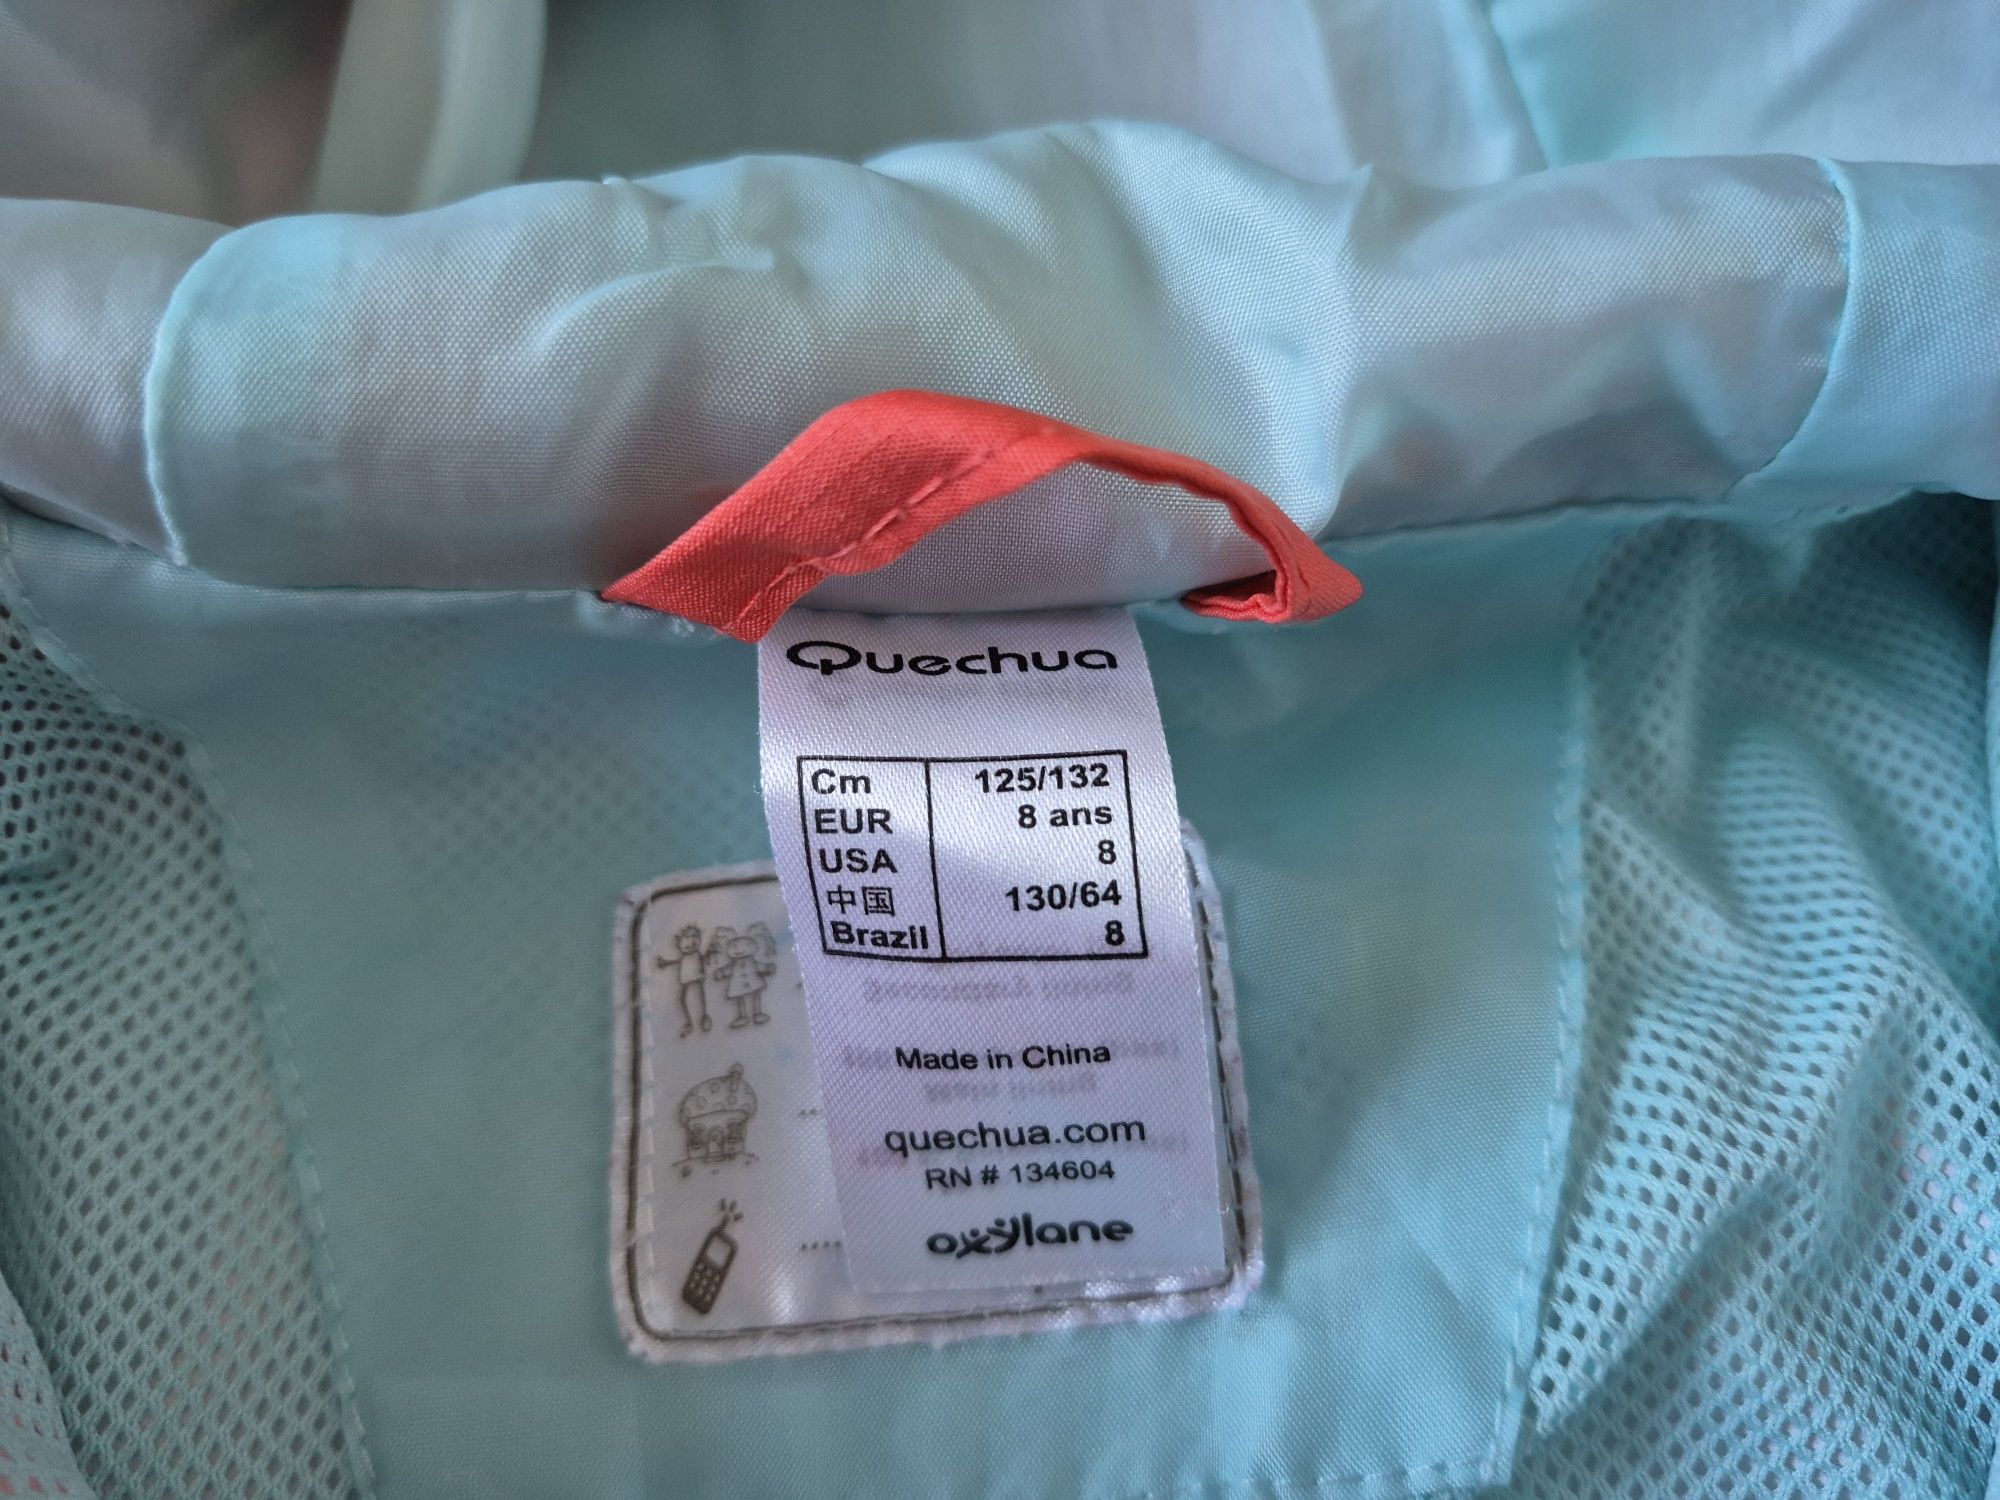 Quechua
Cm 125/132
EUR 8 ans
USA 8
中国 130/64
Brazil 8
Made in China
quechua.com
RN # 134604
oxylane